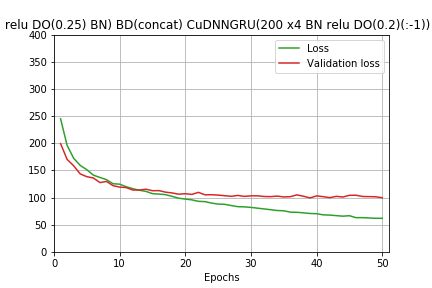 relu DO(0.25) BN) BD(concat) CuDNNGRU(200 x4 BN relu DO(0.2)(:-1))
400
350
300
250
200
150
100
50
0
Loss
Validation loss
0 10 20 30 40 50
Epochs